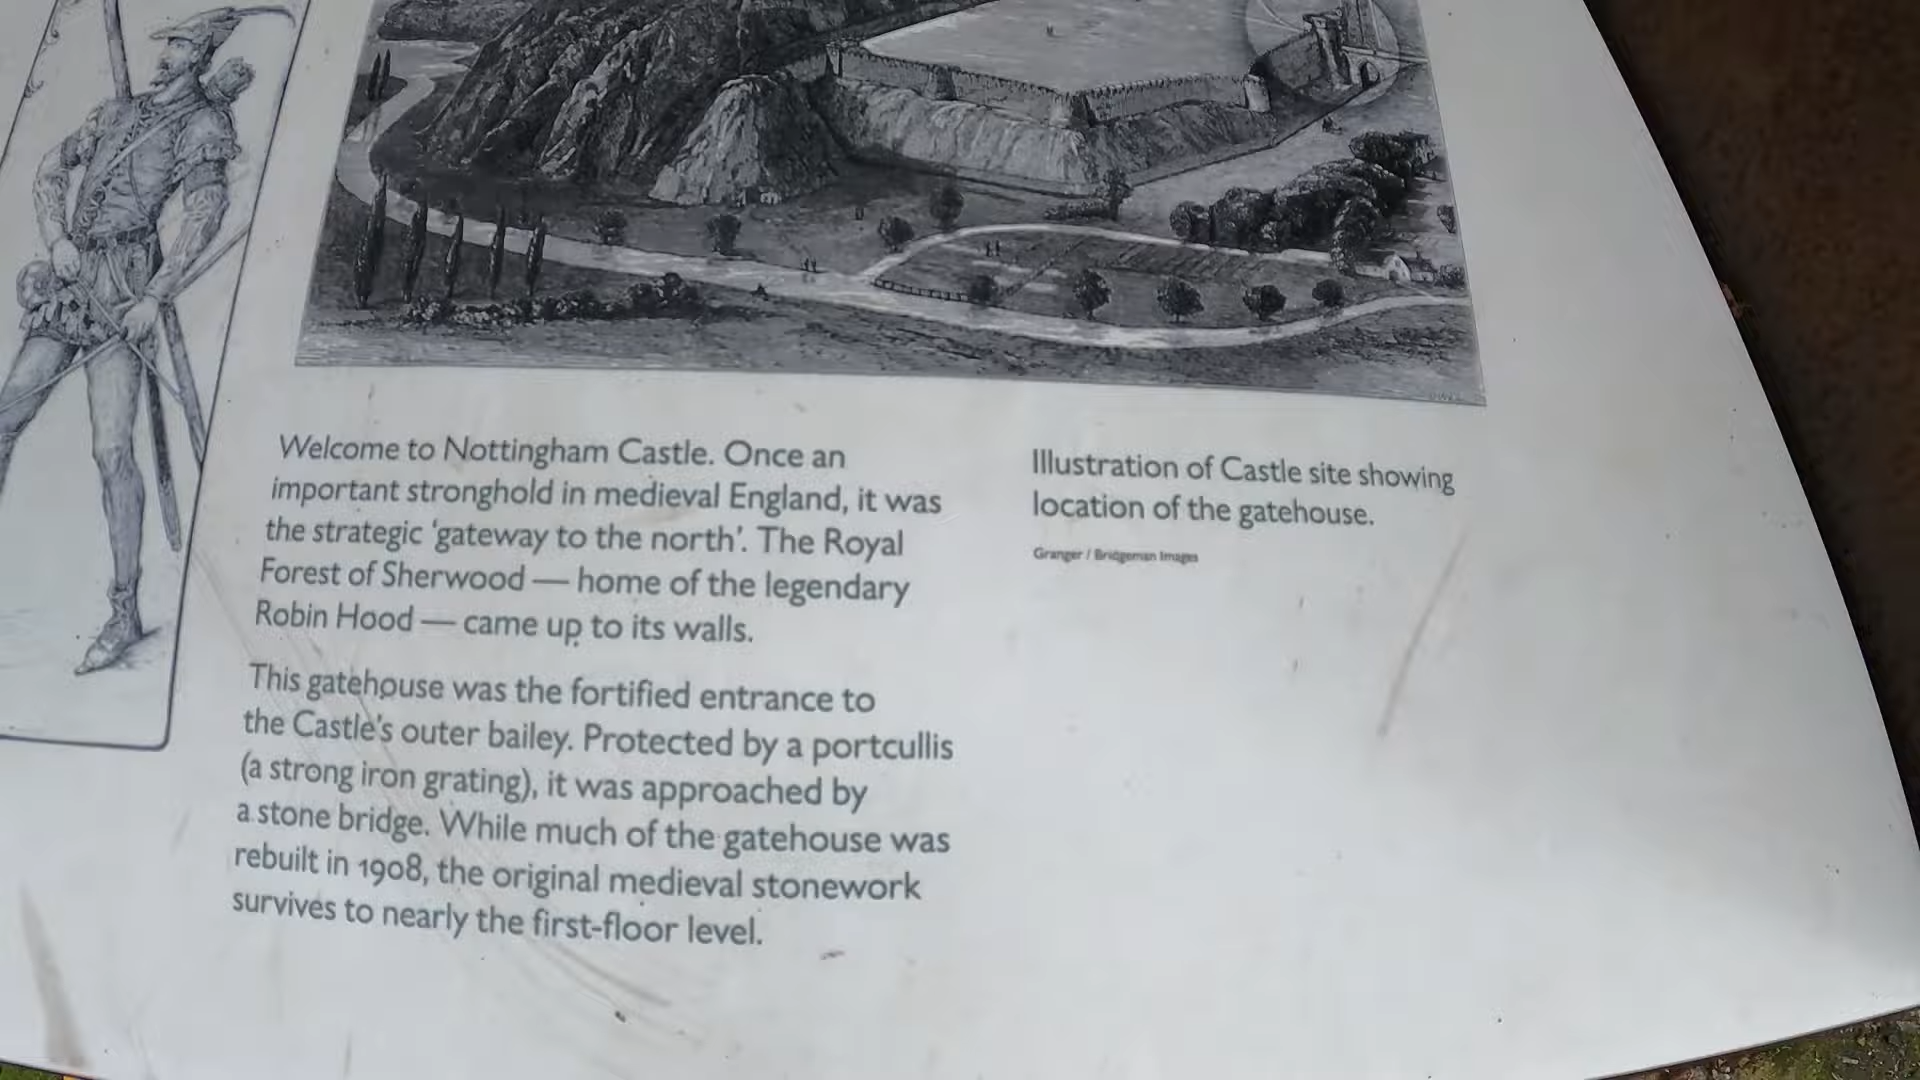 Welcome to Nottingham Castle. Once an
important stronghold in medieval England, it was
the strategic ‘gateway to the north’. The Royal
Forest of Sherwood — home of the legendary
Robin Hood — came up to its walls.
This gatehouse was the fortified entrance to
the Castle’s outer bailey. Protected by a portcullis
(a strong iron grating), it was approached by
a stone bridge. While much of the gatehouse was
rebuilt in 1908, the original medieval stonework
survives to nearly the first-floor level.
Illustration of Castle site showing
location of the gatehouse.
Granger / Bridgeman Images